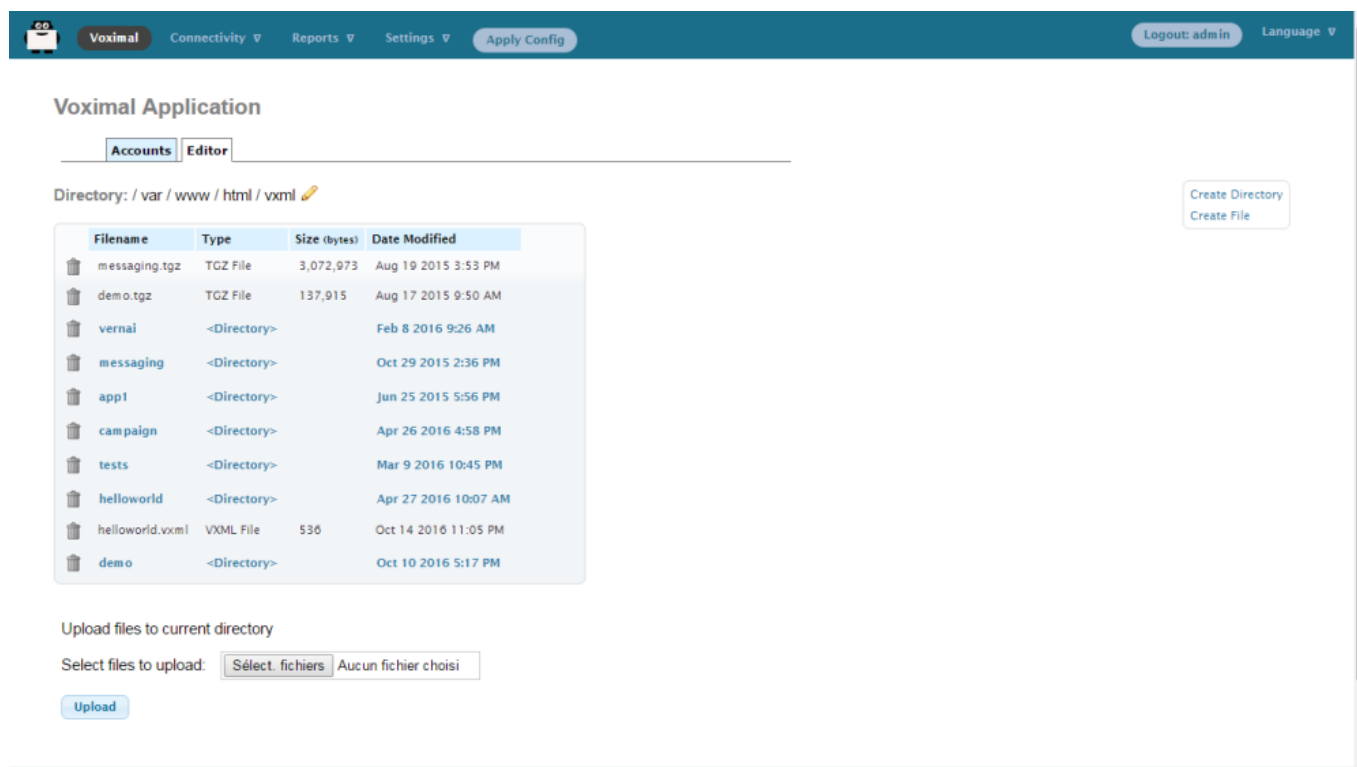 Voximal Connectivity ∇ Reports ∇ Settings ∇ Apply Config Logout: admin Language ∇
Voximal Application
Accounts Editor
Directory: / var / www / html / vxml
Create Directory
Create File
Filename Type Size (bytes) Date Modified
messaging.tgz TGZ File 3,072,973 Aug 19 2015 3:53 PM
demo.tgz TGZ File 137,915 Aug 17 2015 9:50 AM
vernai <Directory> Feb 8 2016 9:26 AM
messaging <Directory> Oct 29 2015 2:36 PM
app1 <Directory> Jun 25 2015 5:56 PM
campaign <Directory> Apr 26 2016 4:58 PM
tests <Directory> Mar 9 2016 10:45 PM
helloworld <Directory> Apr 27 2016 10:07 AM
helloworld.vxml VXML File 536 Oct 14 2016 11:05 PM
demo <Directory> Oct 10 2016 5:17 PM
Upload files to current directory
Select files to upload: Sélect. fichiers Aucun fichier choisi
Upload